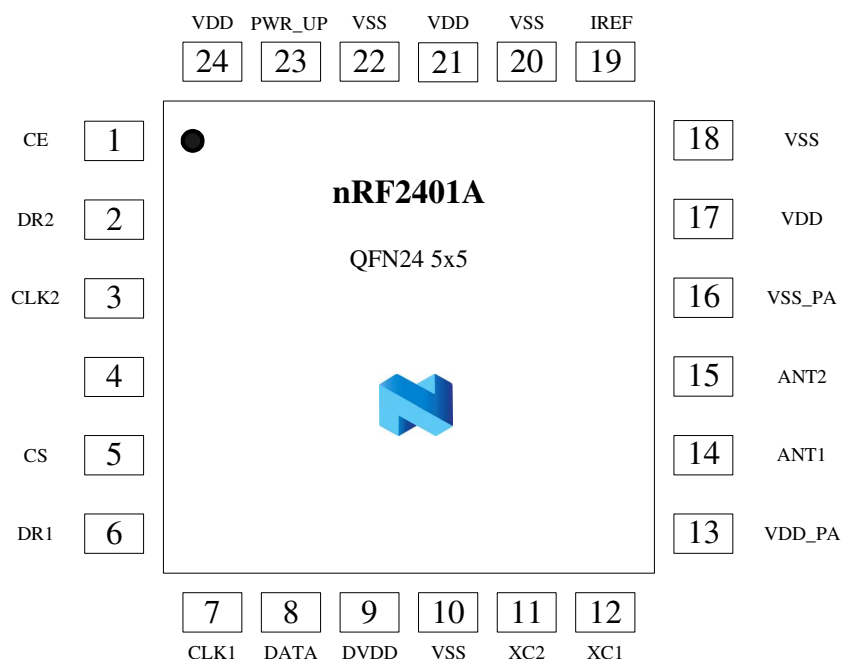 VDD PWR_UP VSS VDD VSS IREF
24 23 22 21 20 19
CE 1 18 VSS
nRF2401A
DR2 2 17 VDD
QFN24 5x5
CLK2 3 16 VSS_PA
4 15 ANT2
CS 5 14 ANT1
DR1 6 13 VDD_PA
7 8 9 10 11 12
CLK1 DATA DVDD VSS XC2 XC1